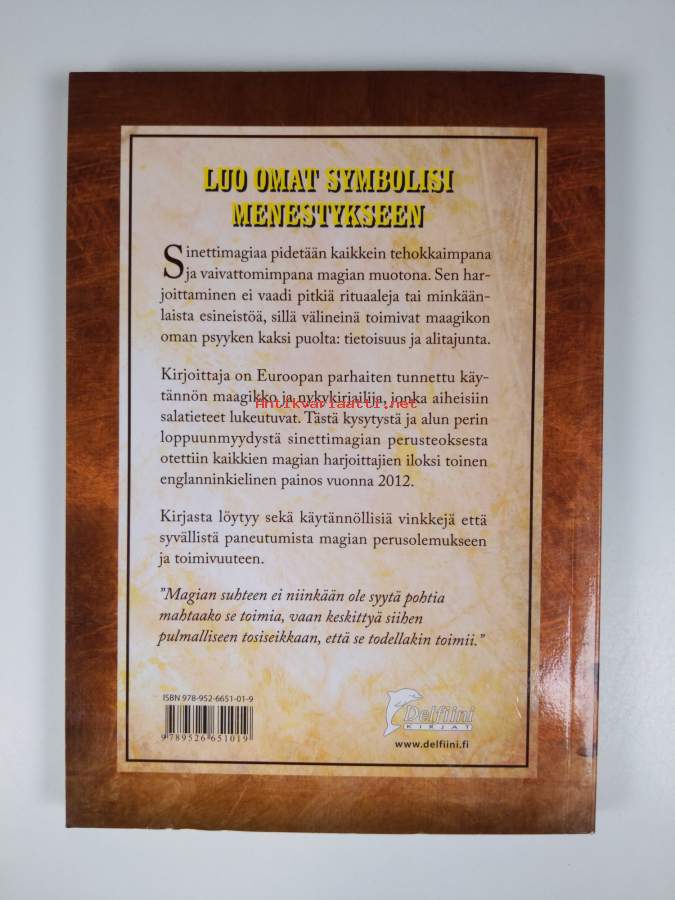 LUO OMAT SYMBOLISI
MENESTYKSEEN
Sinettimagiaa pidetään kaikkein tehokkaimpana
ja vaivattomimpana magian muotona. Sen har-
joittaminen ei vaadi pitkiä rituaaleja tai minkään-
laista esineistöä, sillä välineinä toimivat maagikon
oman psyyken kaksi puolta: tietoisuus ja alitajunta.
Kirjoittaja on Euroopan parhaiten tunnettu käy-
tännön maagikko ja nykykirjailija, jonka aiheisiin
Antikvariaatti.net
salatieteet lukeutuvat. Tästä kysytystä ja alun perin
loppuunmyydystä sinettimagian perusteoksesta
otettiin kaikkien magian harjoittajien iloksi toinen
englanninkielinen painos vuonna 2012.
Kirjasta löytyy sekä käytännöllisiä vinkkejä että
syvällistä paneutumista magian perusolemukseen
ja toimivuuteen.
”Magian suhteen ei niinkään ole syytä pohtia
mahtaako se toimia, vaan keskittyä siihen
pulmalliseen tosiseikkaan, että se todellakin toimii.”
ISBN 978-952-6651-01-9
9 789526 651019
Delfiini
KIRJAT
www.delfiini.fi